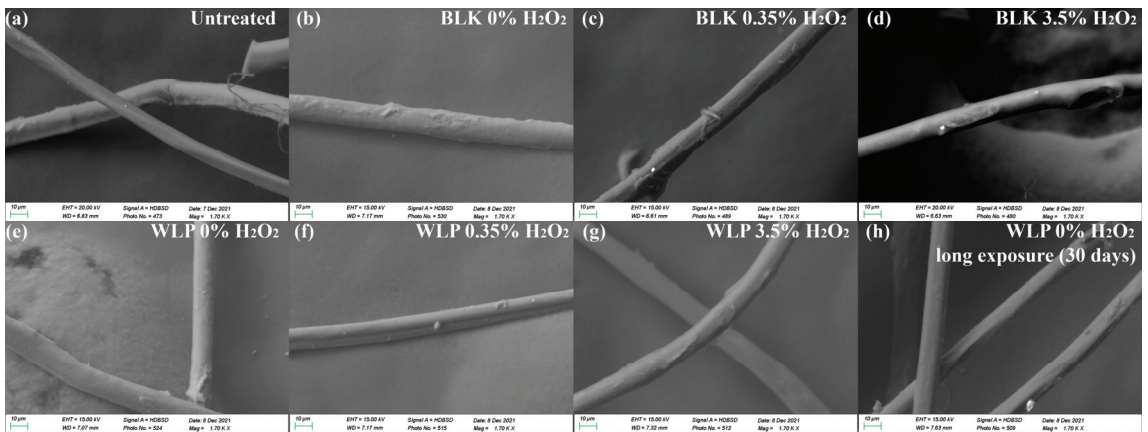 (a) Untreated
10 µm EHT = 20.00 kV Signal A = HDBSD Date: 7 Dec 2021
WD = 6.83 mm Photo No. = 473 Mag = 1.70 K X
(b) BLK 0% H2O2
10 µm EHT = 15.00 kV Signal A = HDBSD Date: 8 Dec 2021
WD = 7.17 mm Photo No. = 530 Mag = 1.70 K X
(c) BLK 0.35% H2O2
10 µm EHT = 15.00 kV Signal A = HDBSD Date: 8 Dec 2021
WD = 6.61 mm Photo No. = 489 Mag = 1.70 K X
(d) BLK 3.5% H2O2
10 µm EHT = 20.00 kV Signal A = HDBSD Date: 8 Dec 2021
WD = 6.63 mm Photo No. = 480 Mag = 1.70 K X
(e) WLP 0% H2O2
10 µm EHT = 15.00 kV Signal A = HDBSD Date: 8 Dec 2021
WD = 7.07 mm Photo No. = 524 Mag = 1.70 K X
(f) WLP 0.35% H2O2
10 µm EHT = 15.00 kV Signal A = HDBSD Date: 8 Dec 2021
WD = 7.17 mm Photo No. = 515 Mag = 1.70 K X
(g) WLP 3.5% H2O2
10 µm EHT = 15.00 kV Signal A = HDBSD Date: 8 Dec 2021
WD = 7.32 mm Photo No. = 512 Mag = 1.70 K X
(h) WLP 0% H2O2
long exposure (30 days)
10 µm EHT = 15.00 kV Signal A = HDBSD Date: 8 Dec 2021
WD = 7.63 mm Photo No. = 509 Mag = 1.70 K X